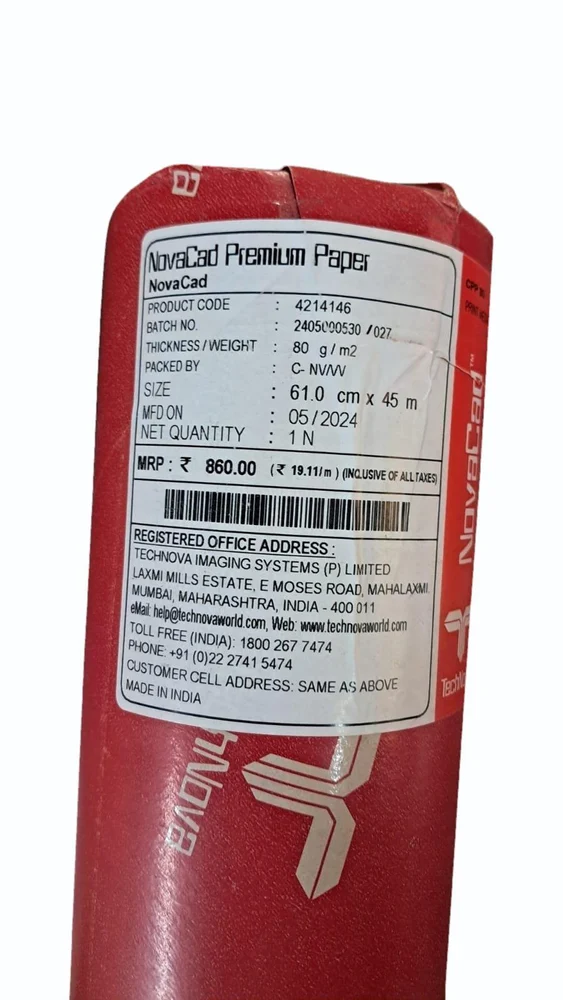 NovaCad Premium Paper
NovaCad
PRODUCT CODE : 4214146
BATCH NO. : 2405000530 /027
THICKNESS / WEIGHT : 80 g / m2
PACKED BY : C- NV/VV
SIZE : 61.0 cm x 45 m
MFD ON : 05 / 2024
NET QUANTITY : 1 N
MRP : ₹ 860.00 (₹ 19.11/m ) (INCLUSIVE OF ALL TAXES)
REGISTERED OFFICE ADDRESS :
TECHNOVA IMAGING SYSTEMS (P) LIMITED
LAXMI MILLS ESTATE, E MOSES ROAD, MAHALAXMI,
MUMBAI, MAHARASHTRA, INDIA - 400 011
eMail: help@technovaworld.com, Web: www.technovaworld.com
TOLL FREE (INDIA): 1800 267 7474
PHONE: +91 (0)22 2741 5474
CUSTOMER CELL ADDRESS: SAME AS ABOVE
MADE IN INDIA
CPP 80
NovaCad™
TechNova